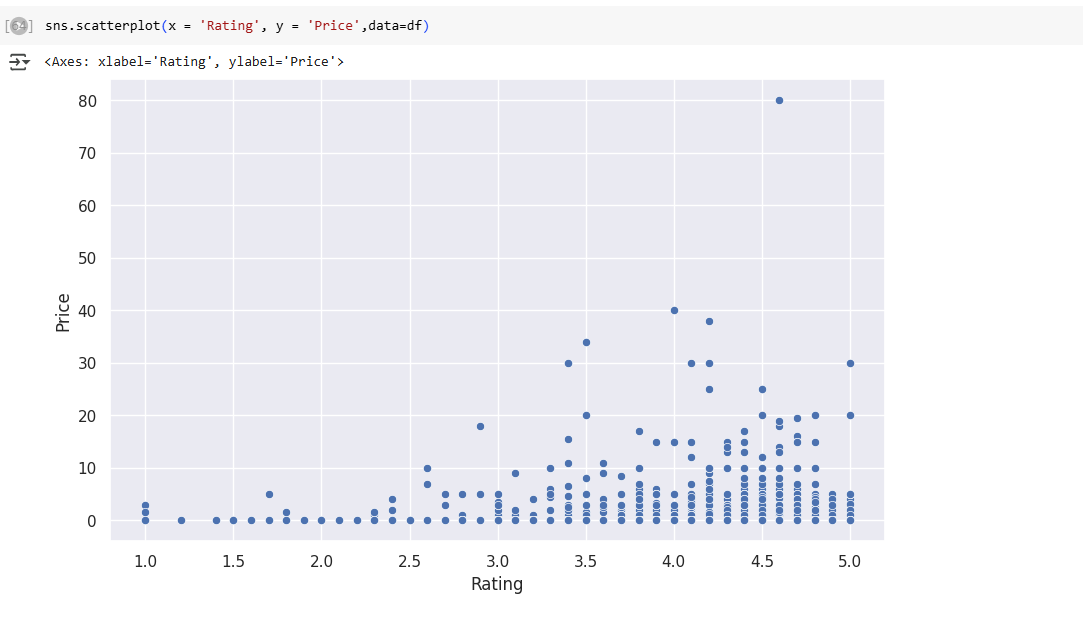 [54] sns.scatterplot(x = 'Rating', y = 'Price',data=df)
<Axes: xlabel='Rating', ylabel='Price'>
80
70
60
50
40
30
20
10
0
Price
1.0 1.5 2.0 2.5 3.0 3.5 4.0 4.5 5.0
Rating